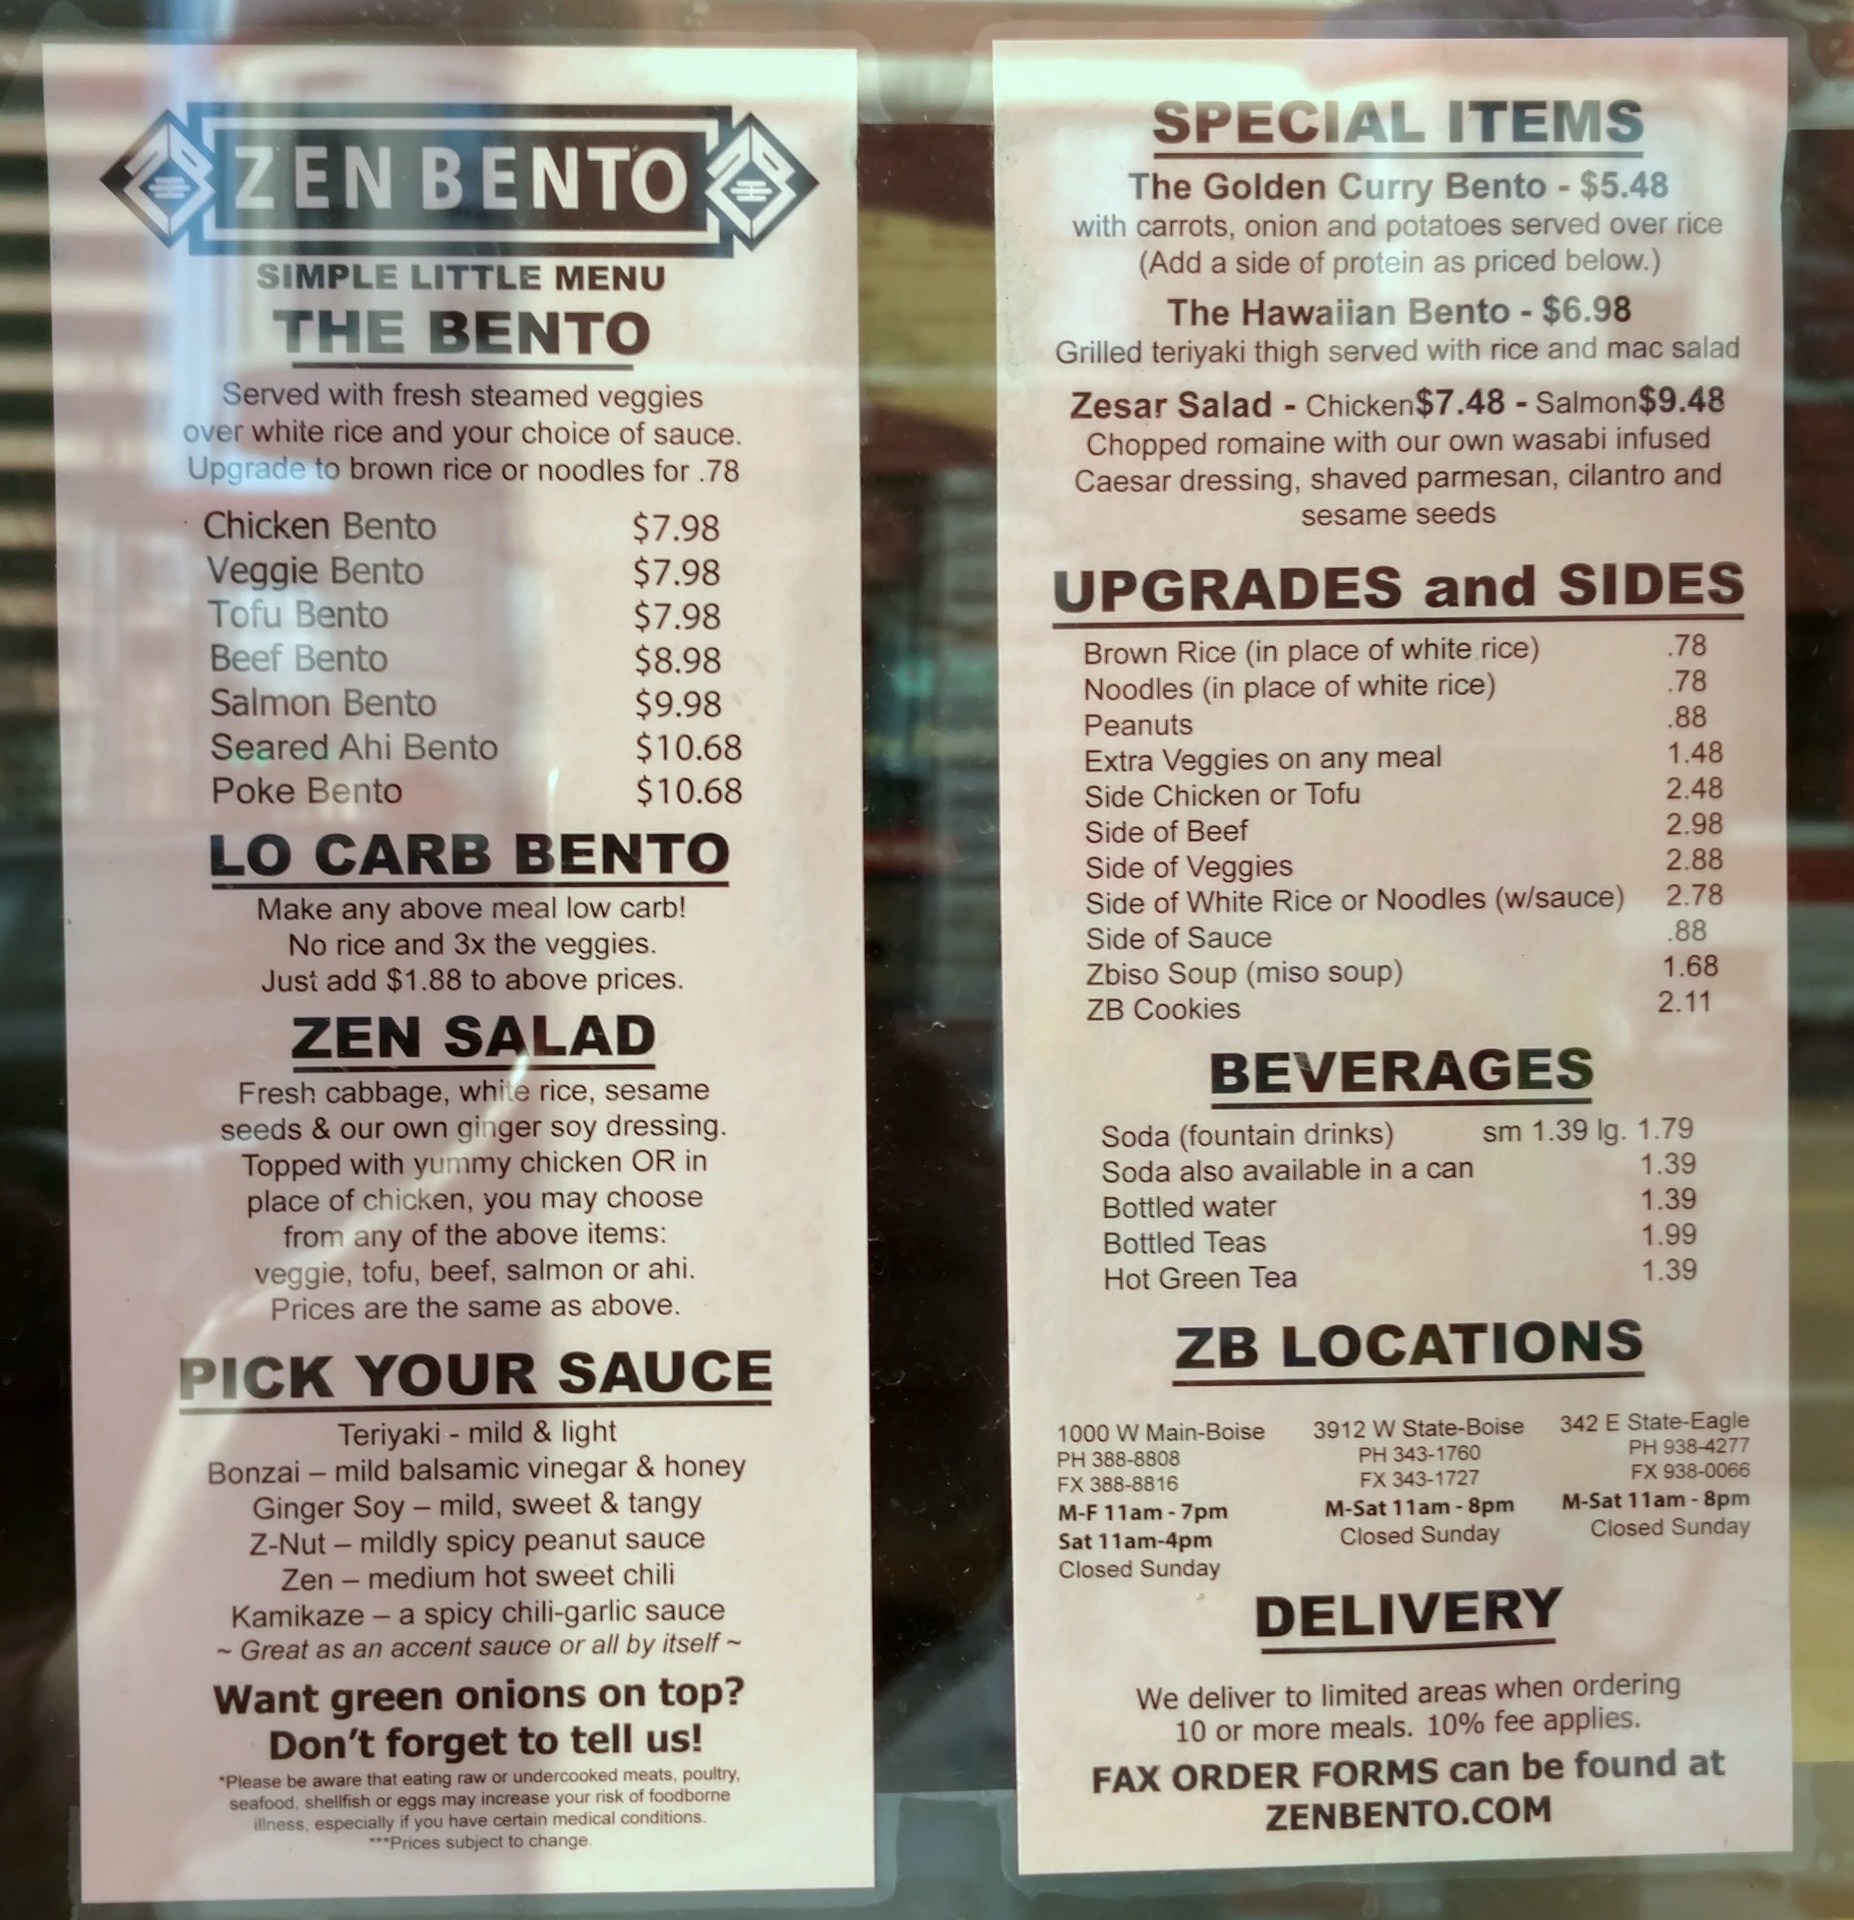 ZEN BENTO
SIMPLE LITTLE MENU
THE BENTO
Served with fresh steamed veggies
over white rice and your choice of sauce.
Upgrade to brown rice or noodles for .78
Chicken Bento $7.98
Veggie Bento $7.98
Tofu Bento $7.98
Beef Bento $8.98
Salmon Bento $9.98
Seared Ahi Bento $10.68
Poke Bento $10.68
LO CARB BENTO
Make any above meal low carb!
No rice and 3x the veggies.
Just add $1.88 to above prices.
ZEN SALAD
Fresh cabbage, white rice, sesame
seeds & our own ginger soy dressing.
Topped with yummy chicken OR in
place of chicken, you may choose
from any of the above items:
veggie, tofu, beef, salmon or ahi.
Prices are the same as above.
PICK YOUR SAUCE
Teriyaki - mild & light
Bonzai – mild balsamic vinegar & honey
Ginger Soy – mild, sweet & tangy
Z-Nut – mildly spicy peanut sauce
Zen – medium hot sweet chili
Kamikaze – a spicy chili-garlic sauce
~ Great as an accent sauce or all by itself ~
Want green onions on top?
Don't forget to tell us!
*Please be aware that eating raw or undercooked meats, poultry,
seafood, shellfish or eggs may increase your risk of foodborne
illness, especially if you have certain medical conditions.
***Prices subject to change.
SPECIAL ITEMS
The Golden Curry Bento - $5.48
with carrots, onion and potatoes served over rice
(Add a side of protein as priced below.)
The Hawaiian Bento - $6.98
Grilled teriyaki thigh served with rice and mac salad
Zesar Salad - Chicken$7.48 - Salmon$9.48
Chopped romaine with our own wasabi infused
Caesar dressing, shaved parmesan, cilantro and
sesame seeds
UPGRADES and SIDES
Brown Rice (in place of white rice) .78
Noodles (in place of white rice) .78
Peanuts .88
Extra Veggies on any meal 1.48
Side Chicken or Tofu 2.48
Side of Beef 2.98
Side of Veggies 2.88
Side of White Rice or Noodles (w/sauce) 2.78
Side of Sauce .88
Zbiso Soup (miso soup) 1.68
ZB Cookies 2.11
BEVERAGES
Soda (fountain drinks) sm 1.39 lg. 1.79
Soda also available in a can 1.39
Bottled water 1.39
Bottled Teas 1.99
Hot Green Tea 1.39
ZB LOCATIONS
1000 W Main-Boise
PH 388-8808
FX 388-8816
M-F 11am - 7pm
Sat 11am-4pm
Closed Sunday
3912 W State-Boise
PH 343-1760
FX 343-1727
M-Sat 11am - 8pm
Closed Sunday
342 E State-Eagle
PH 938-4277
FX 938-0066
M-Sat 11am - 8pm
Closed Sunday
DELIVERY
We deliver to limited areas when ordering
10 or more meals. 10% fee applies.
FAX ORDER FORMS can be found at
ZENBENTO.COM